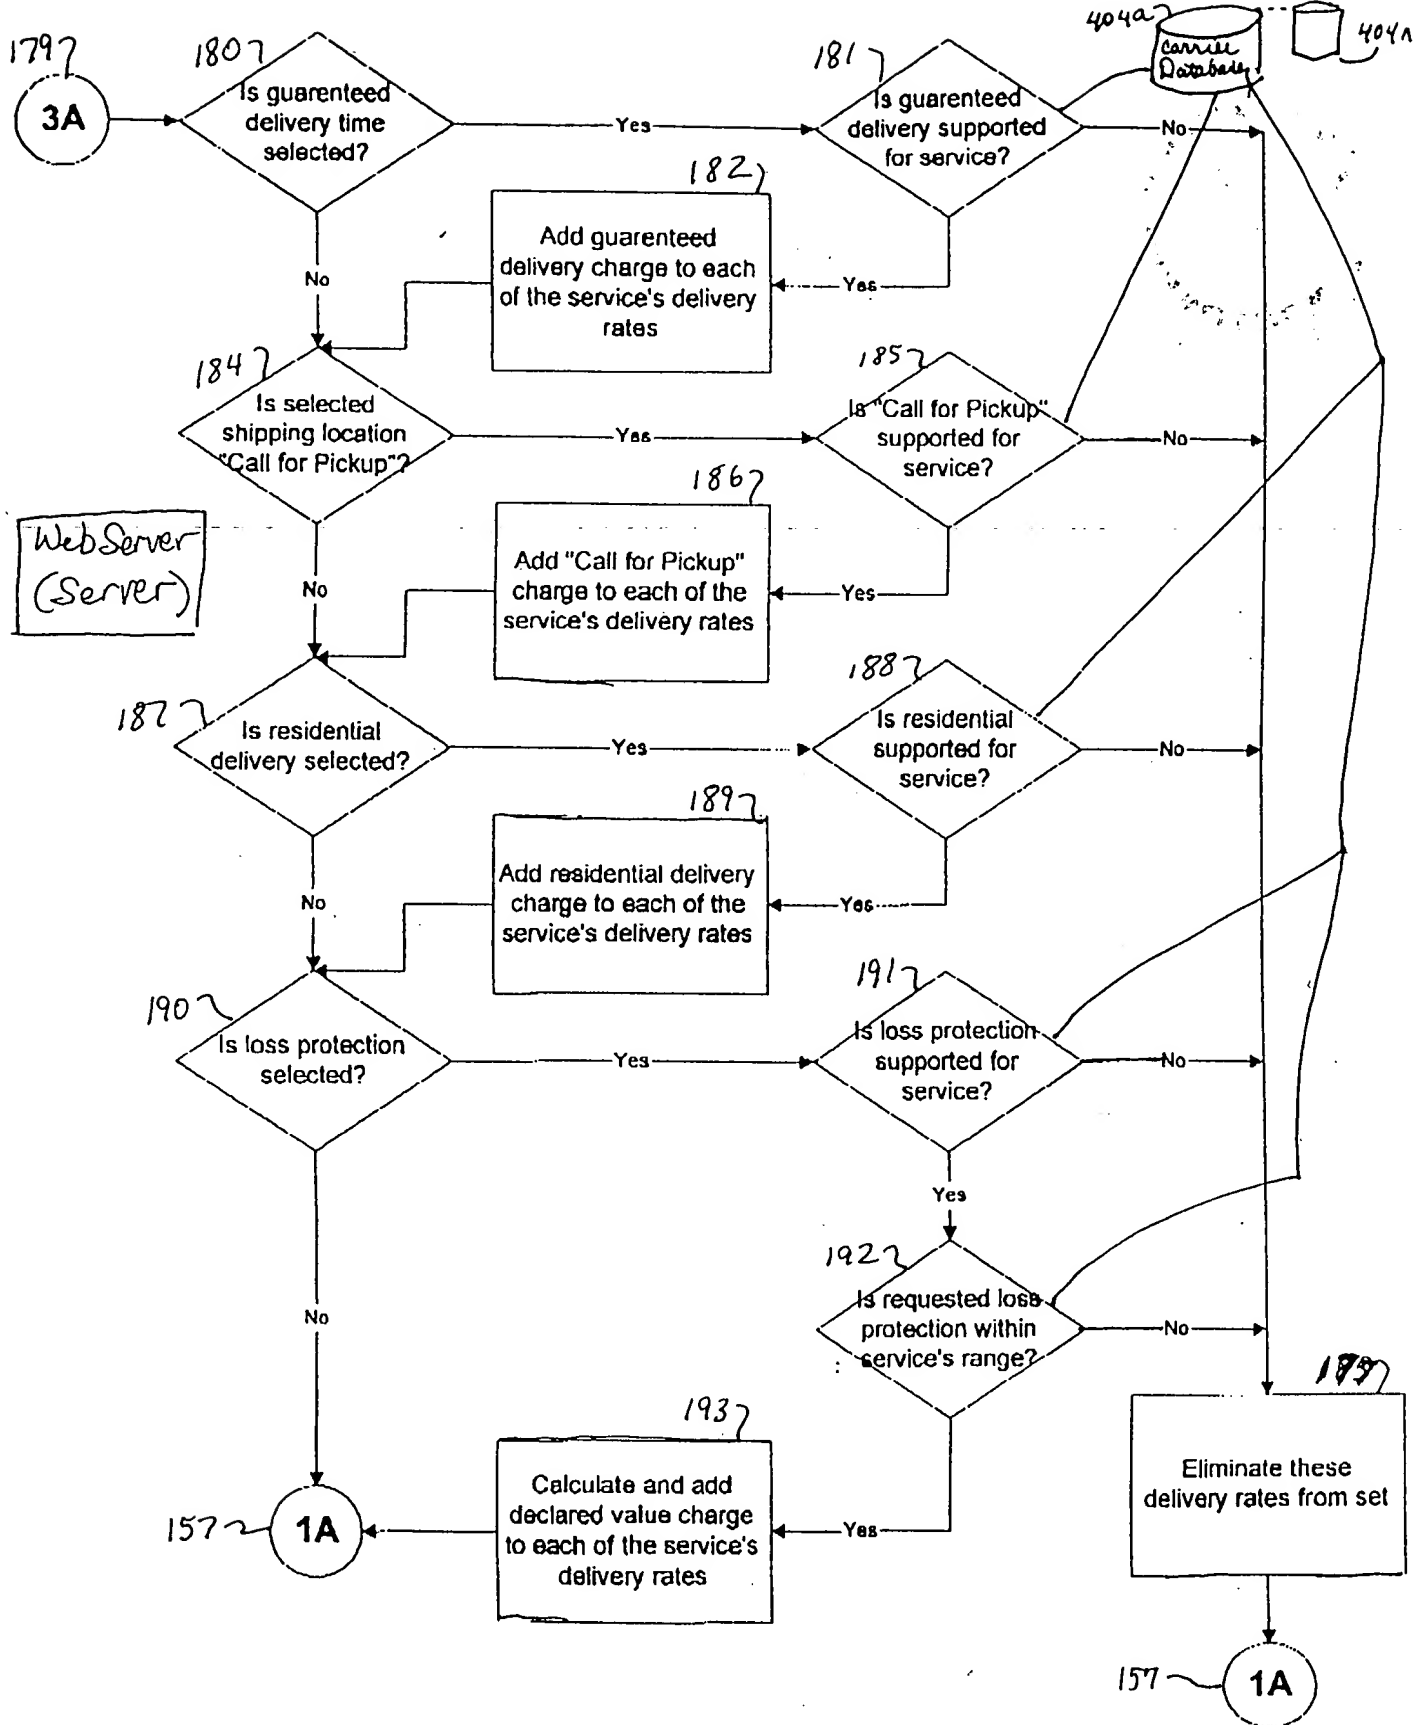 179
3A
180
Is guarenteed
delivery time
selected?
Yes
181
Is guarenteed
delivery supported
for service?
No
404a
Database
404n
No
182
Add guarenteed
delivery charge to each
of the service's delivery
rates
Yes
184
Is selected
shipping location
"Call for Pickup"?
Yes
185
Is "Call for Pickup"
supported for
service?
No
WebServer
(Server)
No
186
Add "Call for Pickup"
charge to each of the
service's delivery rates
Yes
187
Is residential
delivery selected?
Yes
188
Is residential
supported for
service?
No
No
189
Add residential delivery
charge to each of the
service's delivery rates
Yes
190
Is loss protection
selected?
Yes
191
Is loss protection
supported for
service?
No
Yes
No
192
Is requested loss
protection within
service's range?
No
193
Calculate and add
declared value charge
to each of the service's
delivery rates
Yes
157
1A
Eliminate these
delivery rates from set
157
1A